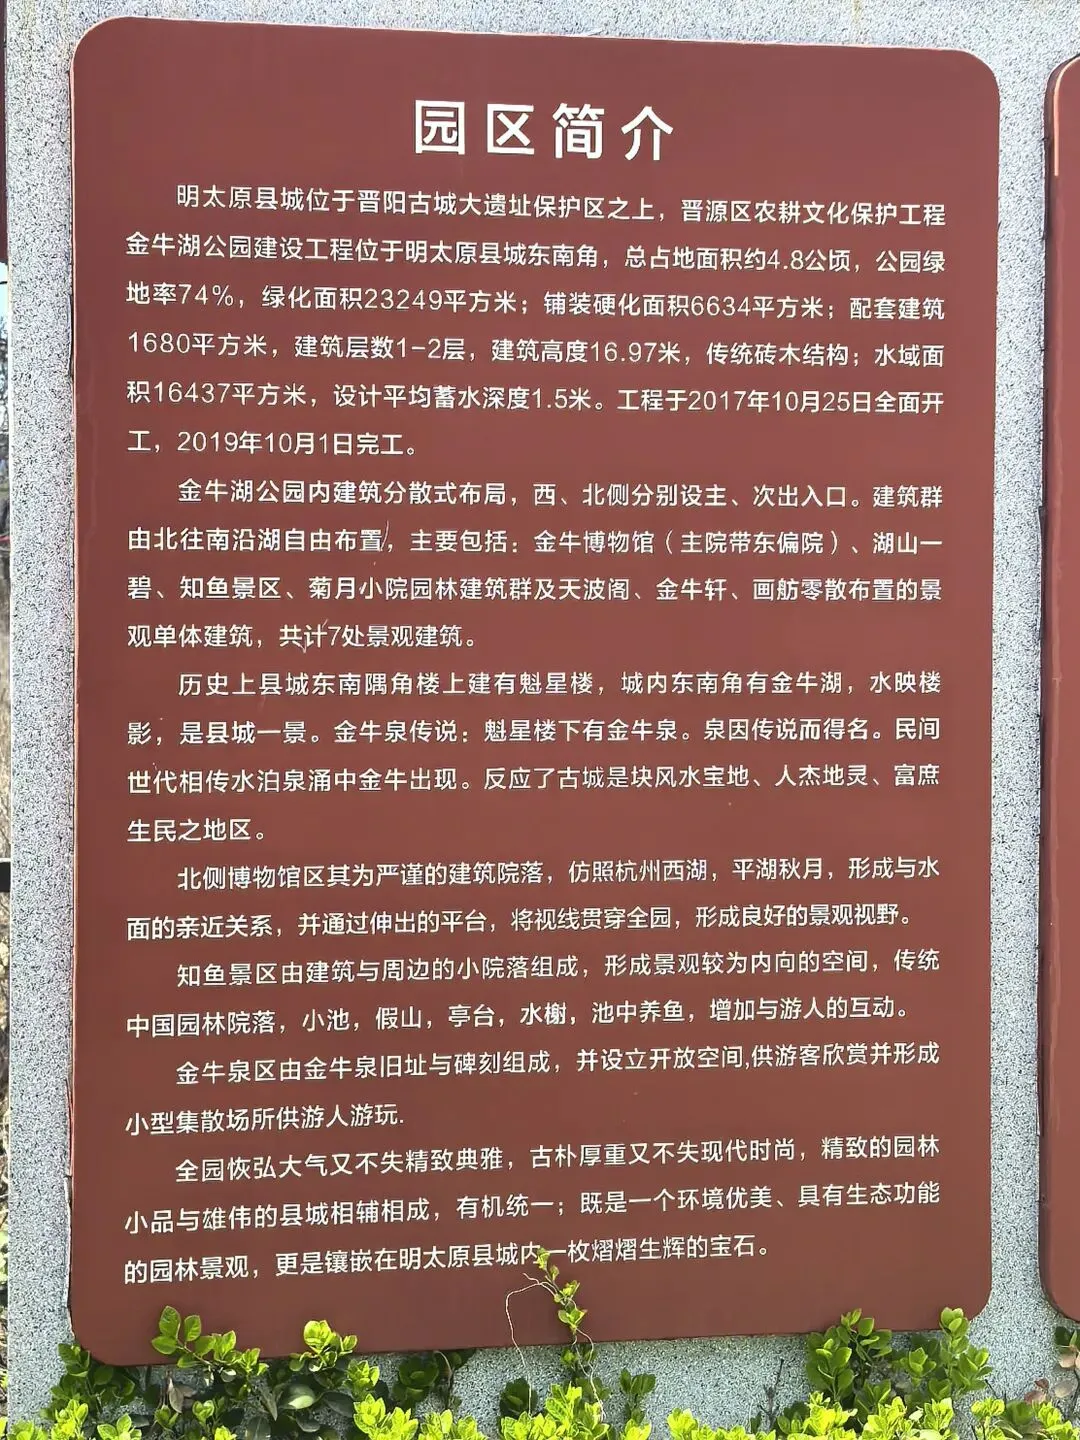 园区简介
明太原县城位于晋阳古城大遗址保护区之上，晋源区农耕文化保护工程
金牛湖公园建设工程位于明太原县城东南角，总占地面积约4.8公顷，公园绿
地率74%，绿化面积23249平方米；铺装硬化面积6634平方米；配套建筑
1680平方米，建筑层数1-2层，建筑高度16.97米，传统砖木结构；水域面
积16437平方米，设计平均蓄水深度1.5米。工程于2017年10月25日全面开
工，2019年10月1日完工。
金牛湖公园内建筑分散式布局，西、北侧分别设主、次出入口。建筑群
由北往南沿湖自由布置，主要包括：金牛博物馆（主院带东偏院）、湖山一
碧、知鱼景区、菊月小院园林建筑群及天波阁、金牛轩、画舫零散布置的景
观单体建筑，共计7处景观建筑。
历史上县城东南隅角楼上建有魁星楼，城内东南角有金牛湖，水映楼
影，是县城一景。金牛泉传说：魁星楼下有金牛泉。泉因传说而得名。民间
世代相传水泊泉涌中金牛出现。反应了古城是块风水宝地、人杰地灵、富庶
生民之地区。
北侧博物馆区其为严谨的建筑院落，仿照杭州西湖，平湖秋月，形成与水
面的亲近关系，并通过伸出的平台，将视线贯穿全园，形成良好的景观视野。
知鱼景区由建筑与周边的小院落组成，形成景观较为内向的空间，传统
中国园林院落，小池，假山，亭台，水榭，池中养鱼，增加与游人的互动。
金牛泉区由金牛泉旧址与碑刻组成，并设立开放空间,供游客欣赏并形成
小型集散场所供游人游玩.
全园恢弘大气又不失精致典雅，古朴厚重又不失现代时尚，精致的园林
小品与雄伟的县城相辅相成，有机统一；既是一个环境优美、具有生态功能
的园林景观，更是镶嵌在明太原县城内一枚熠熠生辉的宝石。